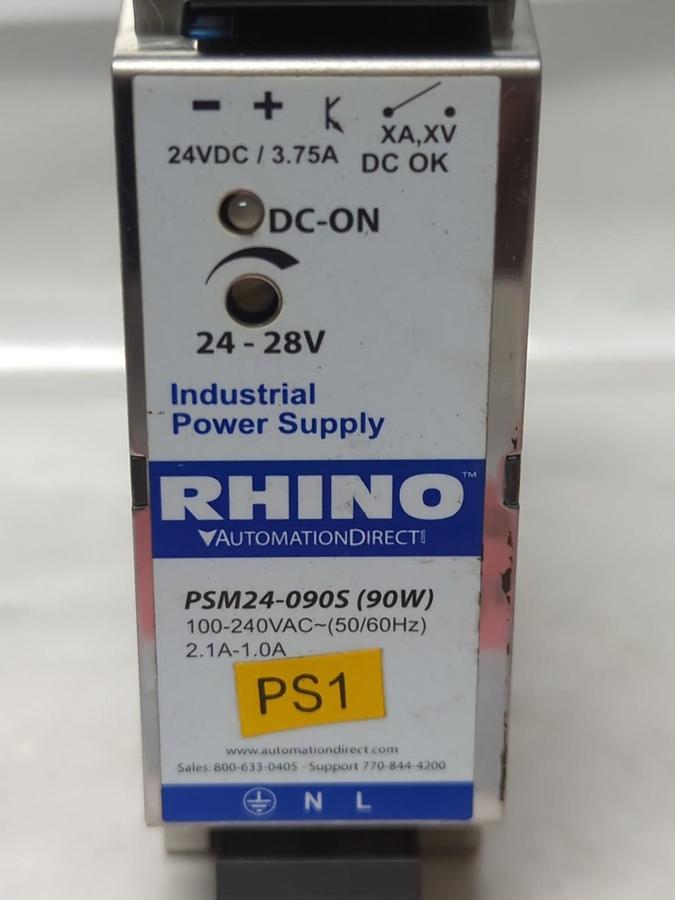 − +
XA,XV
24VDC / 3.75A DC OK
DC-ON
24 - 28V
Industrial
Power Supply
RHINO™
AUTOMATIONDIRECT.com
PSM24-090S (90W)
100-240VAC~(50/60Hz)
2.1A-1.0A
PS1
www.automationdirect.com
Sales: 800-633-0405 Support 770-844-4200
N L